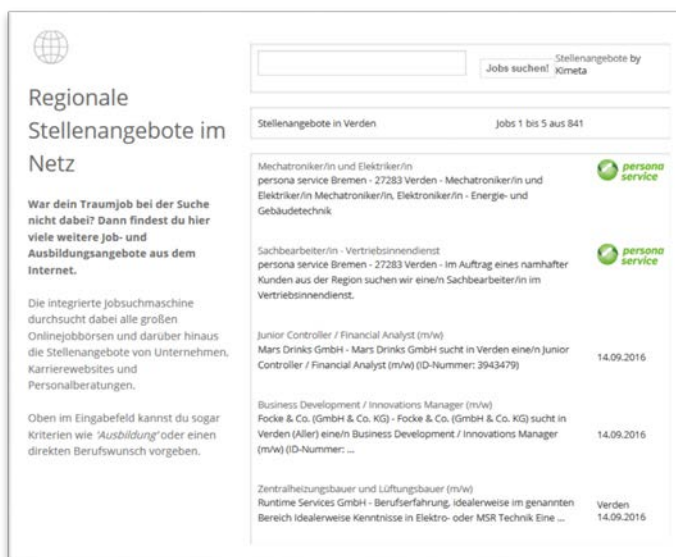 Regionale
Stellenangebote im
Netz
War dein Traumjob bei der Suche
nicht dabei? Dann findest du hier
viele weitere Job- und
Ausbildungsangebote aus dem
Internet.
Die integrierte Jobsuchmaschine
durchsucht dabei alle großen
Onlinejobbörsen und darüber hinaus
die Stellenangebote von Unternehmen,
Karrierewebsites und
Personalberatungen.
Oben im Eingabefeld kannst du sogar
Kriterien wie 'Ausbildung' oder einen
direkten Berufswunsch vorgeben.
Jobs suchen!
Stellenangebote by
Kimeta
Stellenangebote in Verden Jobs 1 bis 5 aus 841
Mechatroniker/in und Elektriker/in
persona service Bremen - 27283 Verden - Mechatroniker/in und
Elektriker/in Mechatroniker/in, Elektroniker/in - Energie- und
Gebäudetechnik
persona
service
Sachbearbeiter/in - Vertriebsinnendienst
persona service Bremen - 27283 Verden - Im Auftrag eines namhafter
Kunden aus der Region suchen wir eine/n Sachbearbeiter/in im
Vertriebsinnendienst.
persona
service
Junior Controller / Financial Analyst (m/w)
Mars Drinks GmbH - Mars Drinks GmbH sucht in Verden eine/n Junior
Controller / Financial Analyst (m/w) (ID-Nummer: 3943479)
14.09.2016
Business Development / Innovations Manager (m/w)
Focke & Co. (GmbH & Co. KG) - Focke & Co. (GmbH & Co. KG) sucht in
Verden (Aller) eine/n Business Development / Innovations Manager
(m/w) (ID-Nummer: ...
14.09.2016
Zentralheizungsbauer und Lüftungsbauer (m/w)
Runtime Services GmbH - Berufserfahrung, idealerweise im genannten
Bereich Idealerweise Kenntnisse in Elektro- oder MSR Technik Eine ...
Verden
14.09.2016